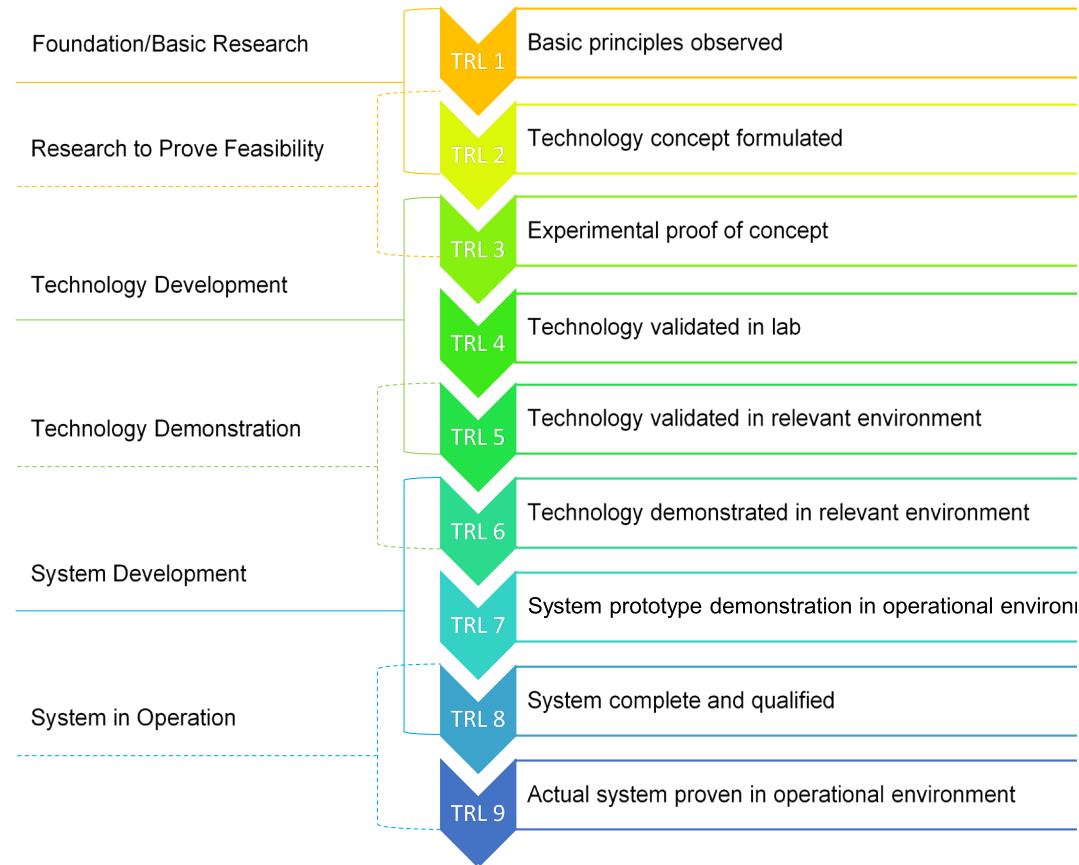 Foundation/Basic Research
TRL 1
Basic principles observed
Research to Prove Feasibility
TRL 2
Technology concept formulated
TRL 3
Experimental proof of concept
Technology Development
TRL 4
Technology validated in lab
Technology Demonstration
TRL 5
Technology validated in relevant environment
TRL 6
Technology demonstrated in relevant environment
System Development
TRL 7
System prototype demonstration in operational
System in Operation
TRL 8
System complete and qualified
TRL 9
Actual system proven in operational environment